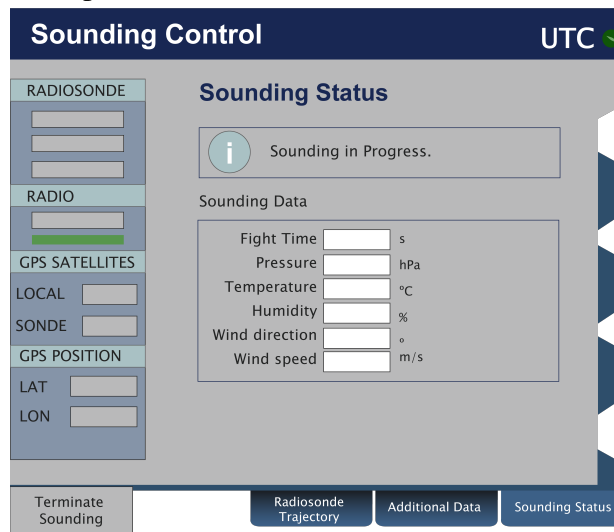 Sounding Control
UTC
RADIOSONDE
RADIO
GPS SATELLITES
LOCAL
SONDE
GPS POSITION
LAT
LON
Sounding Status
i
Sounding in Progress.
Sounding Data
Fight Time s
Pressure hPa
Temperature °C
Humidity %
Wind direction °
Wind speed m/s
Terminate
Sounding
Radiosonde
Trajectory
Additional Data
Sounding Status